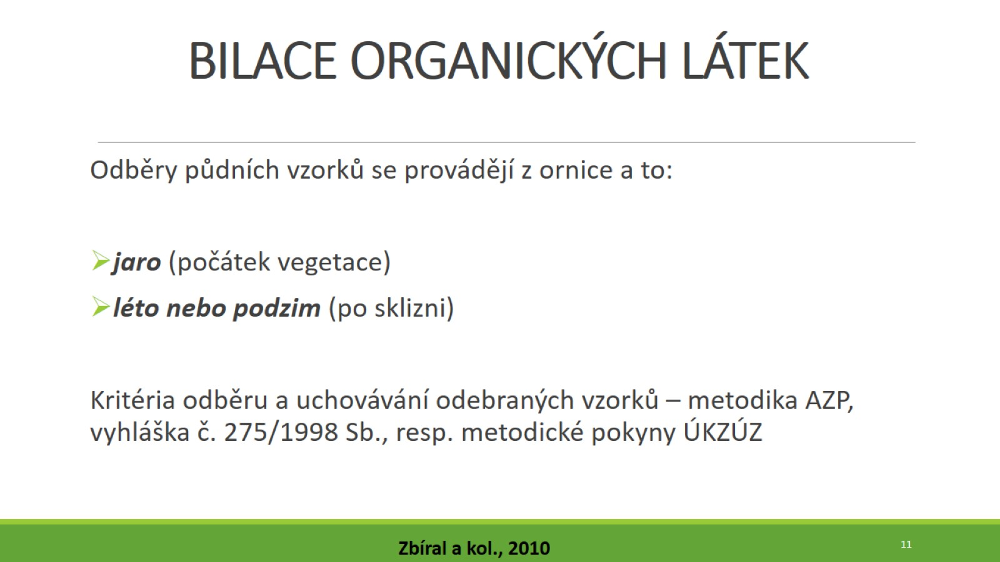 BILACE ORGANICKÝCH LÁTEK
Odběry půdních vzorků se provádějí z ornice a to:
jaro (počátek vegetace)
léto nebo podzim (po sklizni)
Kritéria odběru a uchovávání odebraných vzorků – metodika AZP,
vyhláška č. 275/1998 Sb., resp. metodické pokyny ÚKZÚZ
Zbíral a kol., 2010
11